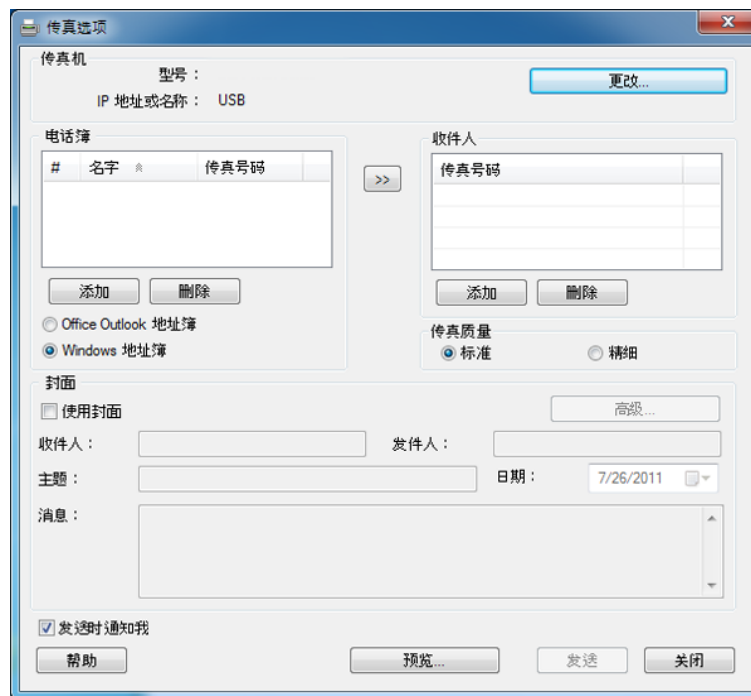 传真选项
传真机
型号：
更改...
IP 地址或名称： USB
电话簿
# 名字 传真号码
>>
添加 删除
Office Outlook 地址簿
Windows 地址簿
收件人
传真号码
添加 删除
传真质量
标准 精细
封面
使用封面
高级...
收件人： 发件人：
主题： 日期： 7/26/2011
消息：
发送时通知我
帮助 预览... 发送 关闭